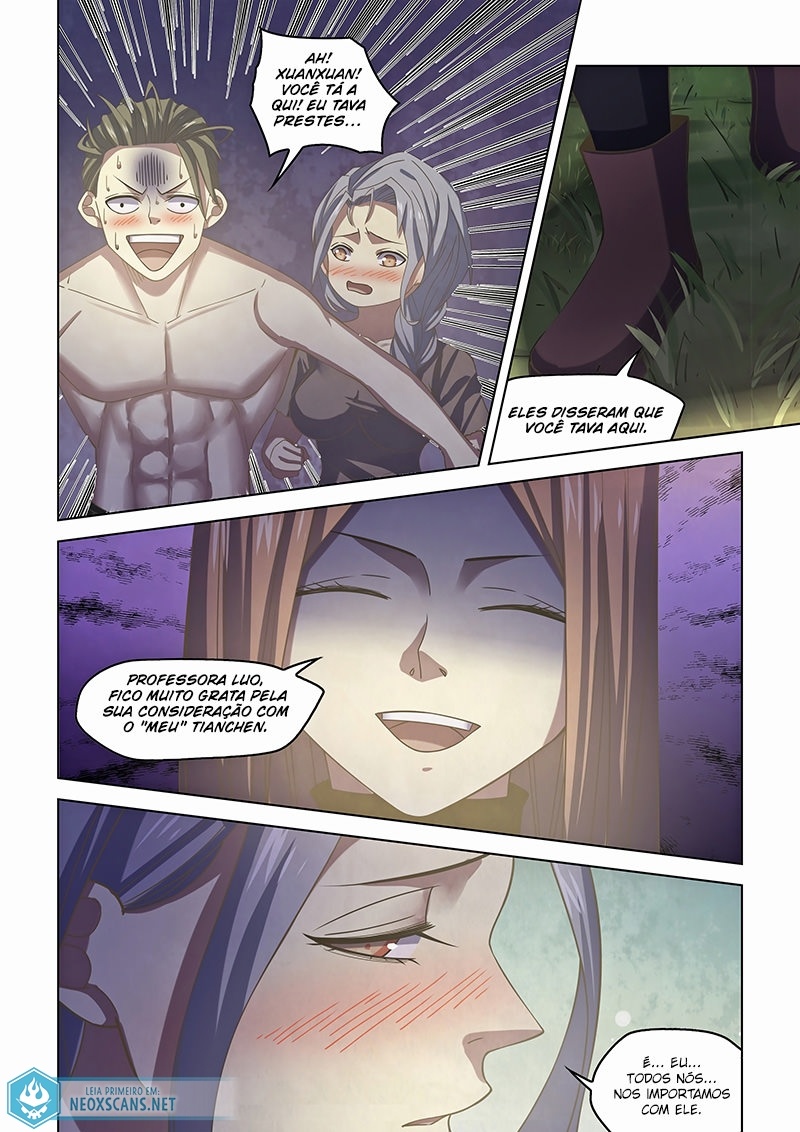 AH!
XUANXUAN!
VOCÊ TÁ A
QUI! EU TAVA
PRESTES...
ELES DISSERAM QUE
VOCÊ TAVA AQUI.
PROFESSORA LUO,
FICO MUITO GRATA PELA
SUA CONSIDERAÇÃO COM
O "MEU" TIANCHEN.
É... EU...
TODOS NÓS...
NOS IMPORTAMOS
COM ELE.
LEIA PRIMEIRO EM:
NEOXSCANS.NET